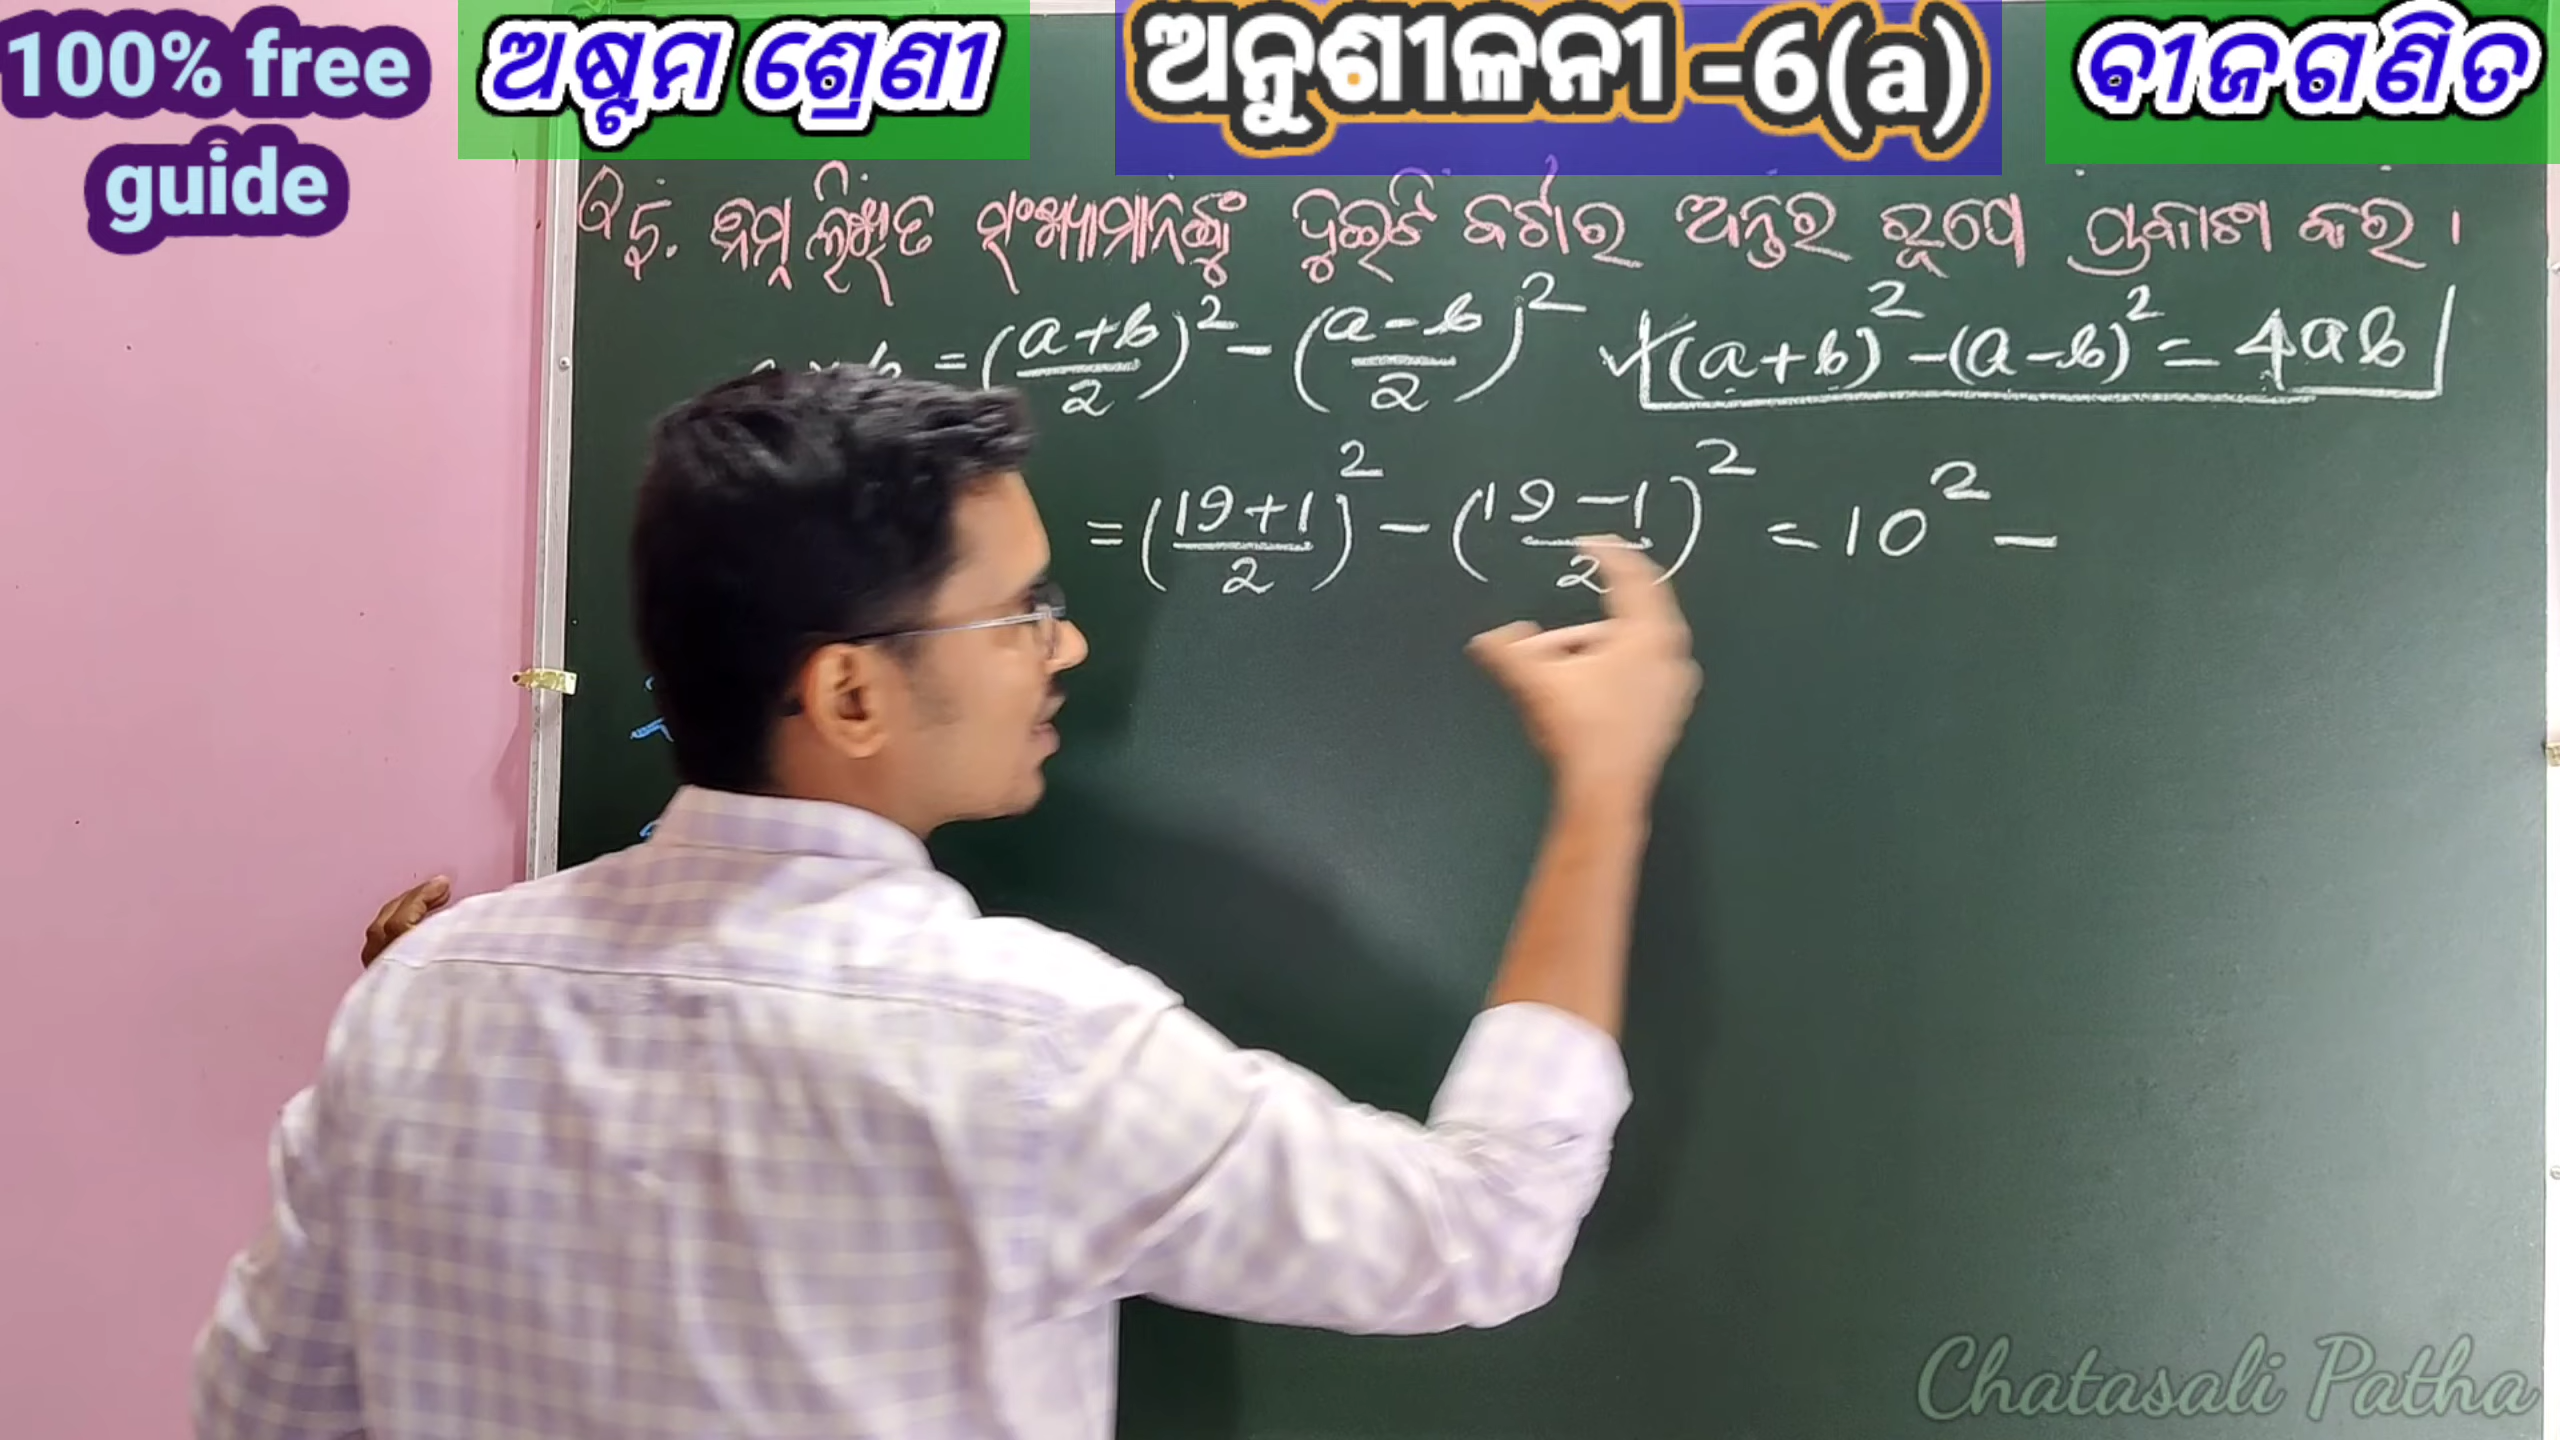 100% free
guide
ଅଷ୍ଟମ ଶ୍ରେଣୀ
ଅନୁଶୀଳନୀ -6(a)
ବୀଜଗଣିତ
Q 5. ନିମ୍ନ ଲିଖିତ ସଂଖ୍ୟାମାନଙ୍କୁ ଦୁଇଟି ବର୍ଗର ଅନ୍ତର ରୂପେ ପ୍ରକାଶ କର ।
= (a+b/2)² - (a-b/2)² (a+b)² - (a-b)² = 4ab
= (19+1/2)² - (19-1/2)² = 10² -
Chatasali Patha